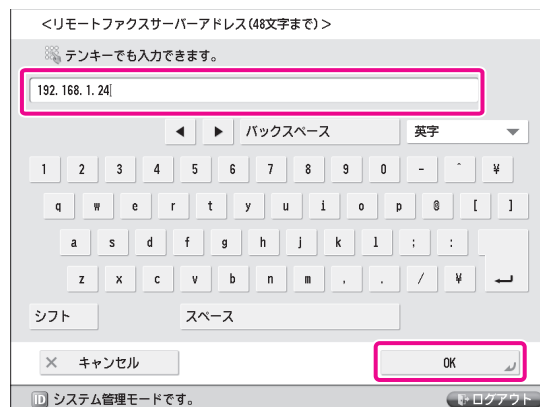 <リモートファクスサーバーアドレス(48文字まで)>
テンキーでも入力できます。
192.168.1.24
◀ ▶ バックスペース 英字 ▼
1 2 3 4 5 6 7 8 9 0 - ^ ¥
q w e r t y u i o p @ [ ]
a s d f g h j k l ; :
z x c v b n m , . / ¥
シフト スペース
× キャンセル OK
ID システム管理モードです。 ログアウト